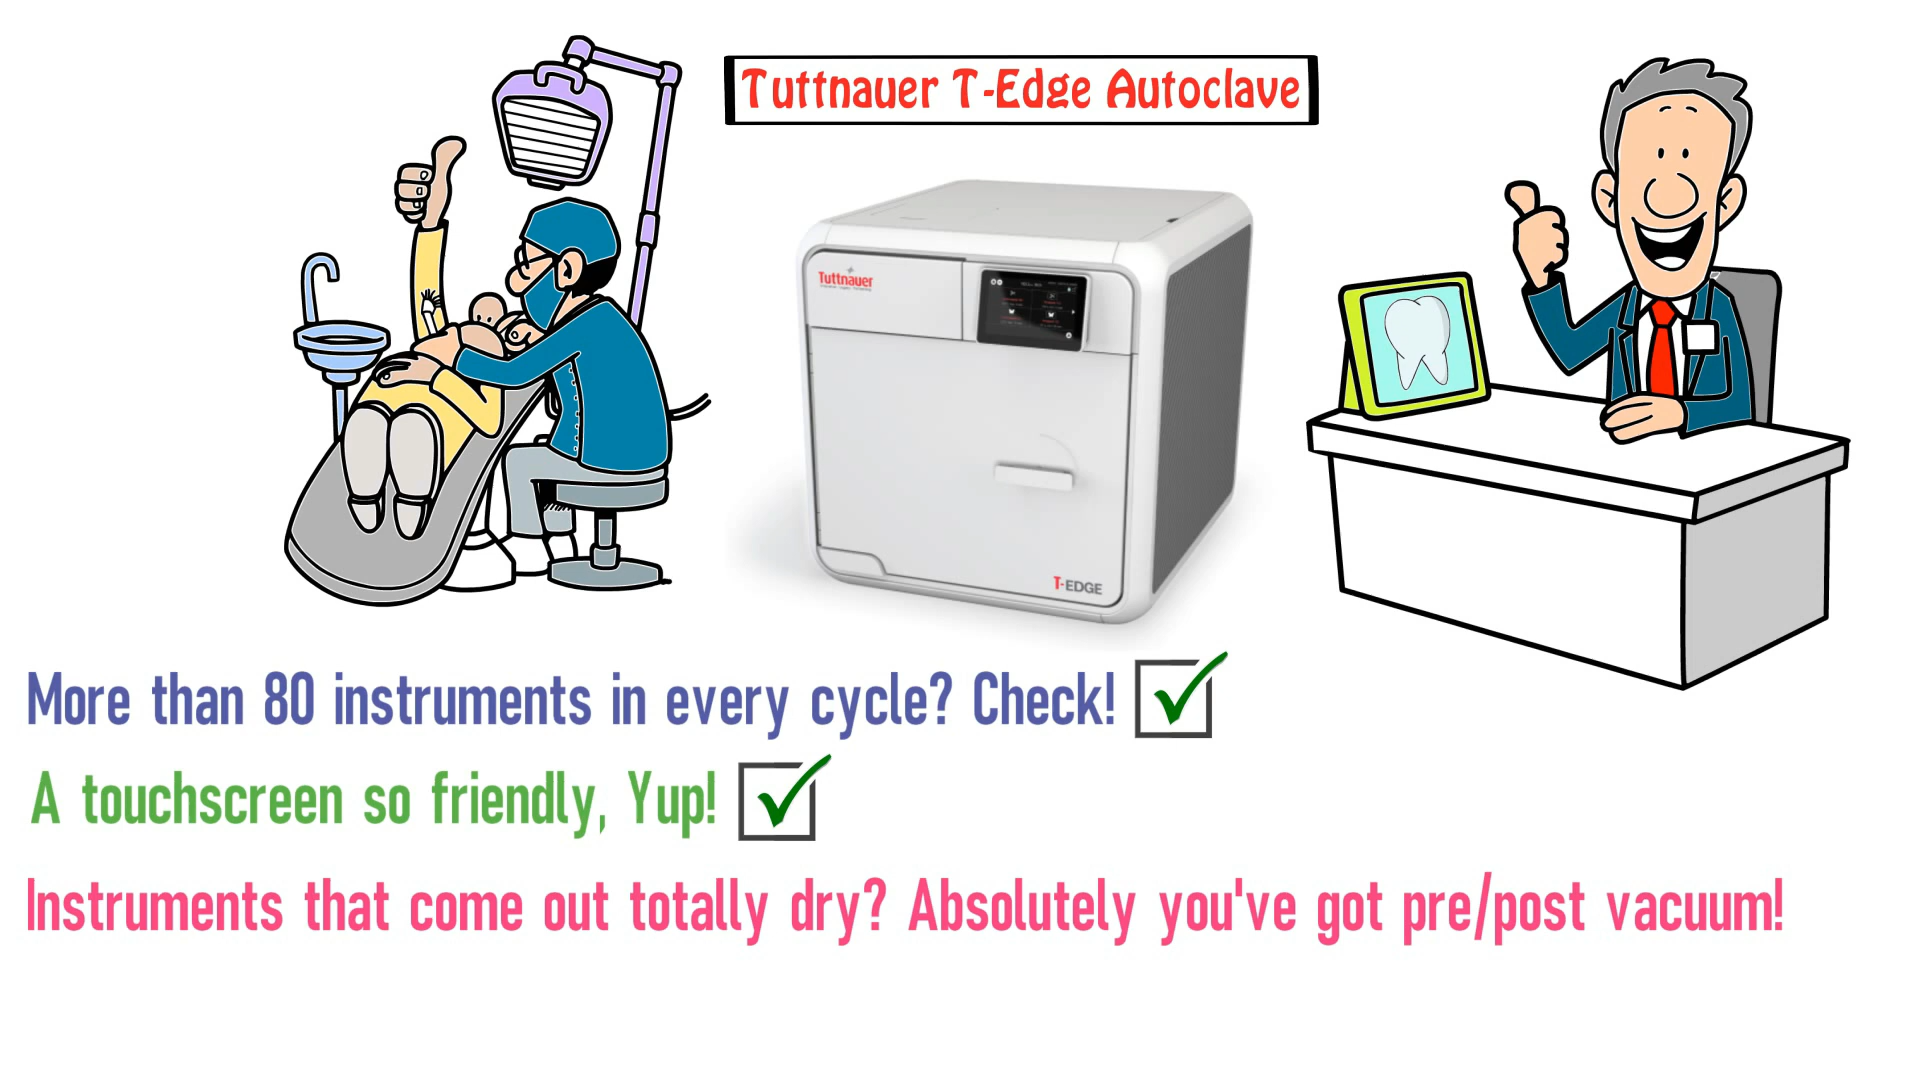 Tuttnauer T-Edge Autoclave
Tuttnauer
T-EDGE
More than 80 instruments in every cycle? Check!
A touchscreen so friendly, Yup!
Instruments that come out totally dry? Absolutely you've got pre/post vacuum!